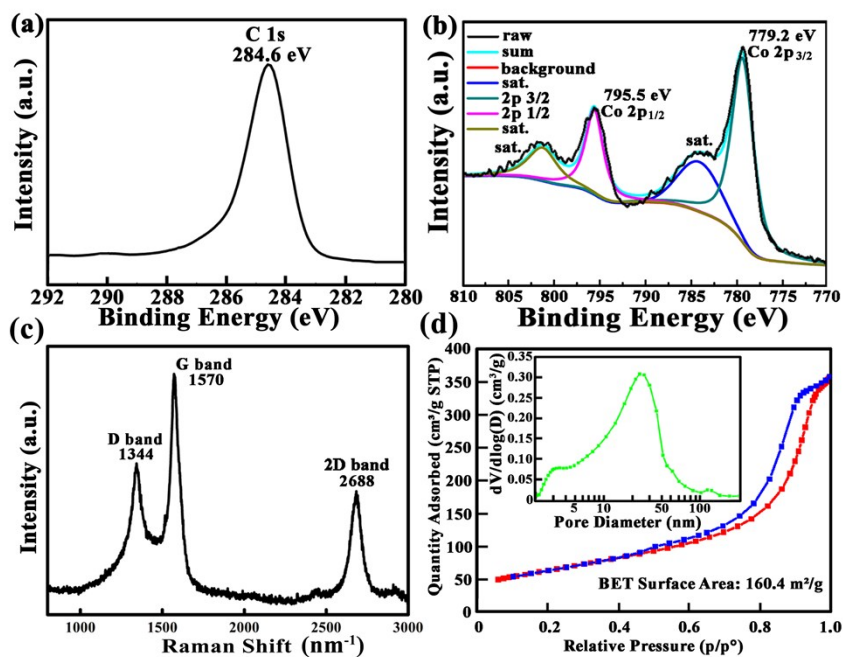 (a)
C 1s
284.6 eV
Intensity (a.u.)
292 290 288 286 284 282 280
Binding Energy (eV)
(b)
raw
sum
background
sat.
2p 3/2
2p 1/2
sat.
779.2 eV
Co 2p3/2
795.5 eV
Co 2p1/2
sat.
sat.
Intensity (a.u.)
810 805 800 795 790 785 780 775 770
Binding Energy (eV)
(c)
G band
1570
D band
1344
2D band
2688
Intensity (a.u.)
1000 1500 2000 2500 3000
Raman Shift (nm-1)
(d)
400
350
300
250
200
150
100
50
0
Quantity Adsorbed (cm³/g STP)
0.35
0.30
0.25
0.20
0.15
0.10
0.05
0.00
dV/dlog(D) (cm³/g)
5 10 50 100
Pore Diameter (nm)
BET Surface Area: 160.4 m²/g
0.0 0.2 0.4 0.6 0.8 1.0
Relative Pressure (p/p°)